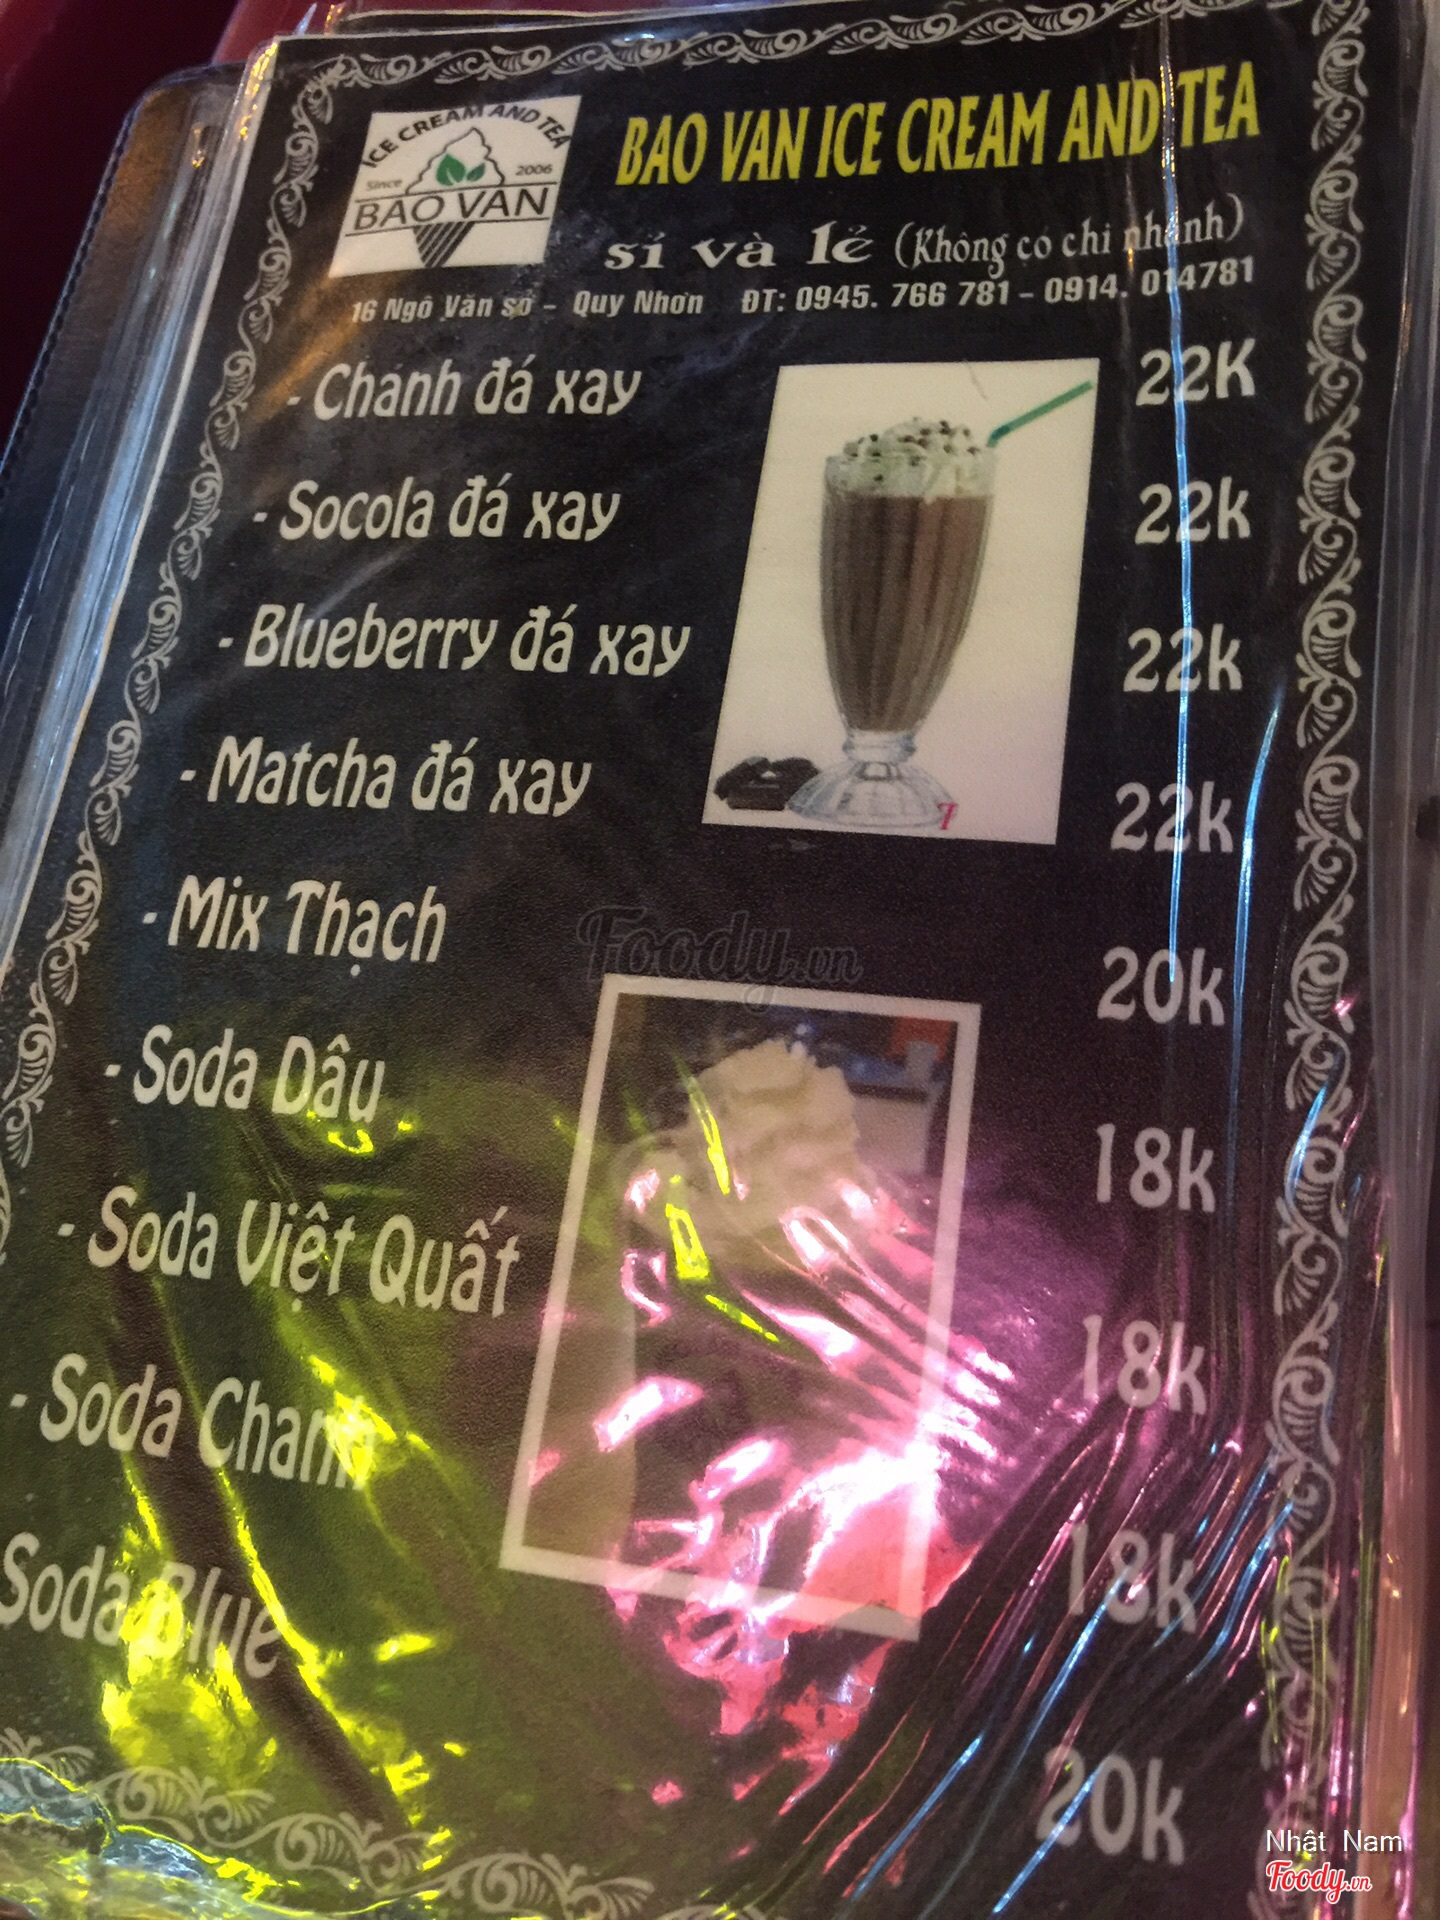 ICE CREAM AND TEA
Since 2006
BAO VAN
BAO VAN ICE CREAM AND TEA
sỉ và lẻ (Không có chi nhánh)
16 Ngô Văn sở - Quy Nhơn ĐT: 0945. 766 781 - 0914. 014781
- Chanh đá xay 22K
- Socola đá xay 22k
- Blueberry đá xay 22k
- Matcha đá xay 22k
- Mix Thạch 20k
- Soda Dâu 18k
- Soda Việt Quất 18k
- Soda Chanh 18k
Soda Blue 20k
Foody.vn
Nhật Nam
Foody.vn